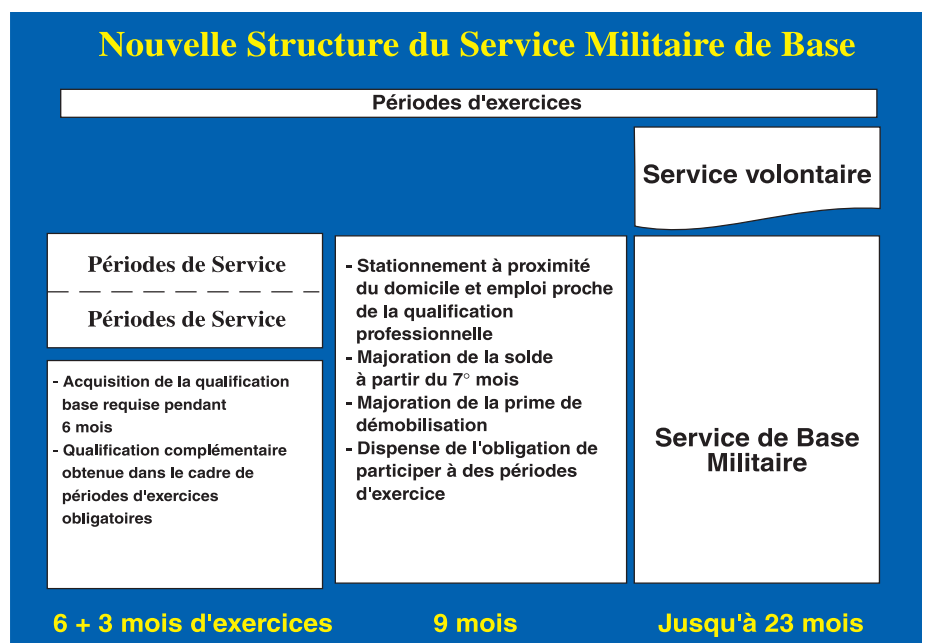 Nouvelle Structure du Service Militaire de Base
Périodes d'exercices
Service volontaire
Périodes de Service
Périodes de Service
- Acquisition de la qualification
base requise pendant
6 mois
- Qualification complémentaire
obtenue dans le cadre de
périodes d'exercices
obligatoires
- Stationnement à proximité
du domicile et emploi proche
de la qualification
professionnelle
- Majoration de la solde
à partir du 7° mois
- Majoration de la prime de
démobilisation
- Dispense de l'obligation de
participer à des périodes
d'exercice
Service de Base
Militaire
6 + 3 mois d'exercices
9 mois
Jusqu'à 23 mois